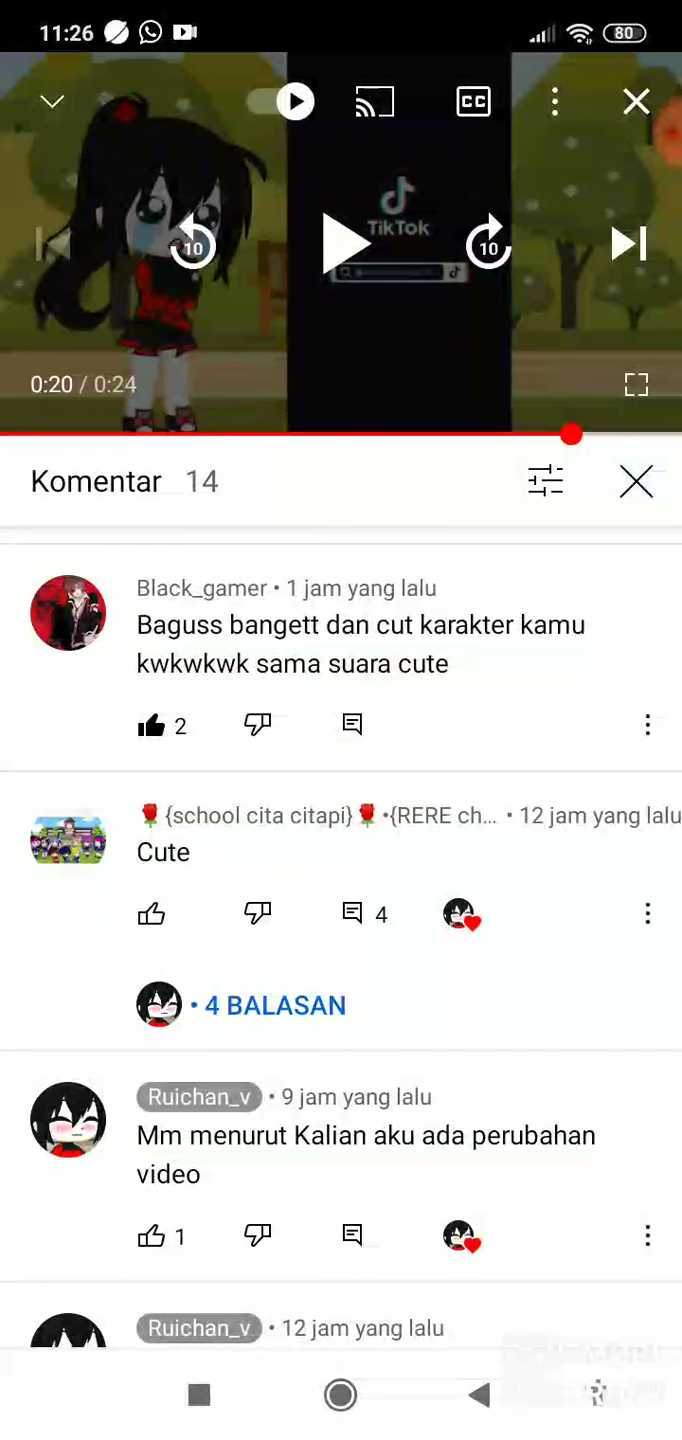 11:26
80
CC
TikTok
10
10
0:20 / 0:24
Komentar 14
Black_gamer • 1 jam yang lalu
Baguss bangett dan cut karakter kamu
kwkwkwk sama suara cute
2
🌹{school cita citapi}🌹•{RERE ch... • 12 jam yang lalu
Cute
4
• 4 BALASAN
Ruichan_v • 9 jam yang lalu
Mm menurut Kalian aku ada perubahan
video
1
Ruichan_v • 12 jam yang lalu